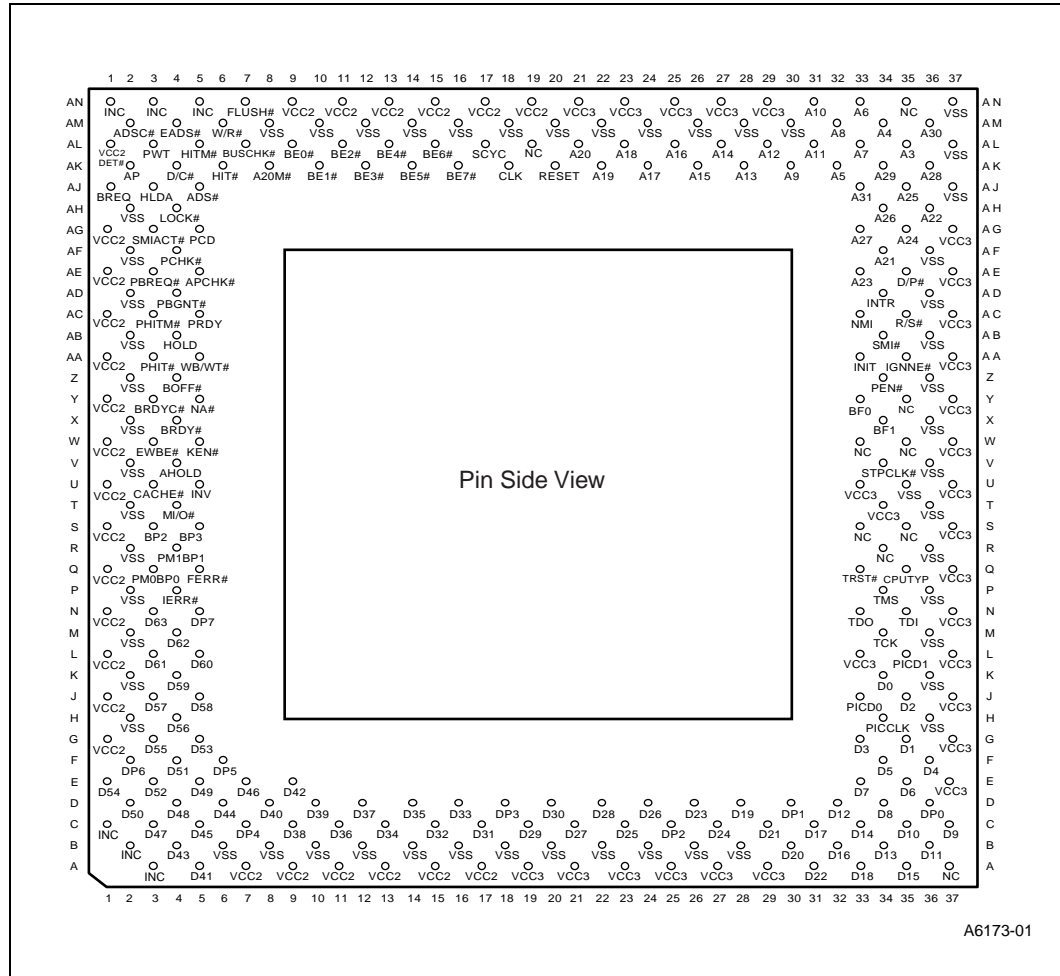 1 2 3 4 5 6 7 8 9 10 11 12 13 14 15 16 17 18 19 20 21 22 23 24 25 26 27 28 29 30 31 32 33 34 35 36 37
AN INC INC INC FLUSH# VCC2 VCC2 VCC2 VCC2 VCC2 VCC2 VCC3 VCC3 VCC3 VCC3 VCC3 A10 A6 NC VSS AN
AM ADSC# EADS# W/R# VSS VSS VSS VSS VSS VSS VSS VSS VSS VSS VSS VSS A8 A4 A30 AM
AL VCC2 DET# PWT HITM# BUSCHK# BE0# BE2# BE4# BE6# SCYC NC A20 A18 A16 A14 A12 A11 A7 A3 VSS AL
AK AP D/C# HIT# A20M# BE1# BE3# BE5# BE7# CLK RESET A19 A17 A15 A13 A9 A5 A29 A28 AK
AJ BREQ HLDA ADS# A31 A25 VSS AJ
AH VSS LOCK# A26 A22 AH
AG VCC2 SMIACT# PCD A27 A24 VCC3 AG
AF VSS PCHK# A21 VSS AF
AE VCC2 PBREQ# APCHK# A23 D/P# VCC3 AE
AD VSS PBGNT# INTR VSS AD
AC VCC2 PHITM# PRDY NMI R/S# VCC3 AC
AB VSS HOLD SMI# VSS AB
AA VCC2 PHIT# WB/WT# INIT IGNNE# VCC3 AA
Z VSS BOFF# PEN# VSS Z
Y VCC2 BRDYC# NA# BF0 NC VCC3 Y
X VSS BRDY# BF1 VSS X
W VCC2 EWBE# KEN# NC NC VCC3 W
V VSS AHOLD STPCLK# VSS V
Pin Side View
U VCC2 CACHE# INV VCC3 VSS VCC3 U
T VSS MI/O# VCC3 VSS T
S VCC2 BP2 BP3 NC NC VCC3 S
R VSS PM1BP1 NC VSS R
Q VCC2 PM0BP0 FERR# TRST# CPUTYP VCC3 Q
P VSS IERR# TMS VSS P
N VCC2 D63 DP7 TDO TDI VCC3 N
M VSS D62 TCK VSS M
L VCC2 D61 D60 VCC3 PICD1 VCC3 L
K VSS D59 D0 VSS K
J VCC2 D57 D58 PICD0 D2 VCC3 J
H VSS D56 PICCLK VSS H
G VCC2 D55 D53 D3 D1 VCC3 G
F DP6 D51 DP5 D5 D4 F
E D54 D52 D49 D46 D42 D7 D6 VCC3 E
D D50 D48 D44 D40 D39 D37 D35 D33 DP3 D30 D28 D26 D23 D19 DP1 D12 D8 DP0 D
C INC D47 D45 DP4 D38 D36 D34 D32 D31 D29 D27 D25 DP2 D24 D21 D17 D14 D10 D9 C
B INC D43 VSS VSS VSS VSS VSS VSS VSS VSS VSS VSS VSS VSS D20 D16 D13 D11 B
A INC D41 VCC2 VCC2 VCC2 VCC2 VCC2 VCC2 VCC3 VCC3 VCC3 VCC3 VCC3 VCC3 D22 D18 D15 NC A
1 2 3 4 5 6 7 8 9 10 11 12 13 14 15 16 17 18 19 20 21 22 23 24 25 26 27 28 29 30 31 32 33 34 35 36 37
A6173-01